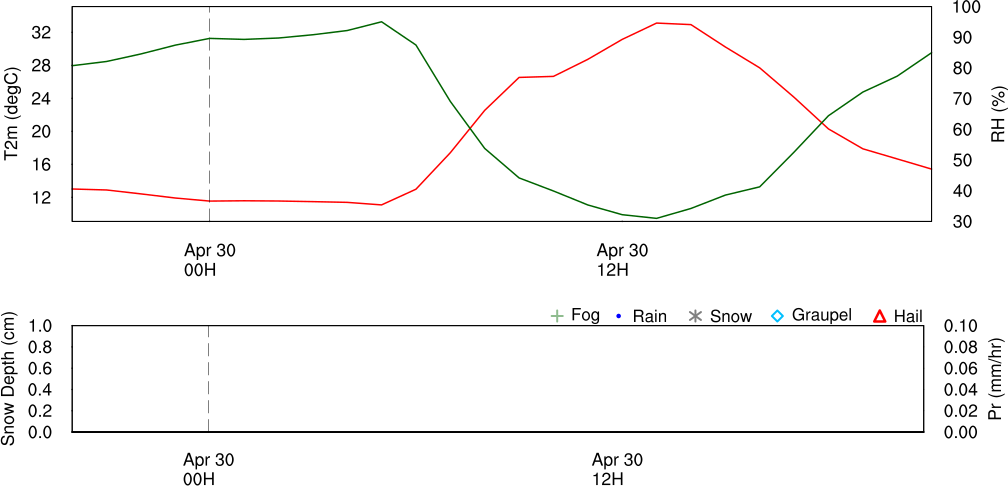 100
32
90
28
80
24
70
20
60
16
50
12
40
30
T2m (degC)
RH (%)
Apr 30
00H
Apr 30
12H
Fog Rain Snow Graupel Hail
1.0
0.10
0.8
0.08
0.6
0.06
0.4
0.04
0.2
0.02
0.0
0.00
Snow Depth (cm)
Pr (mm/hr)
Apr 30
00H
Apr 30
12H